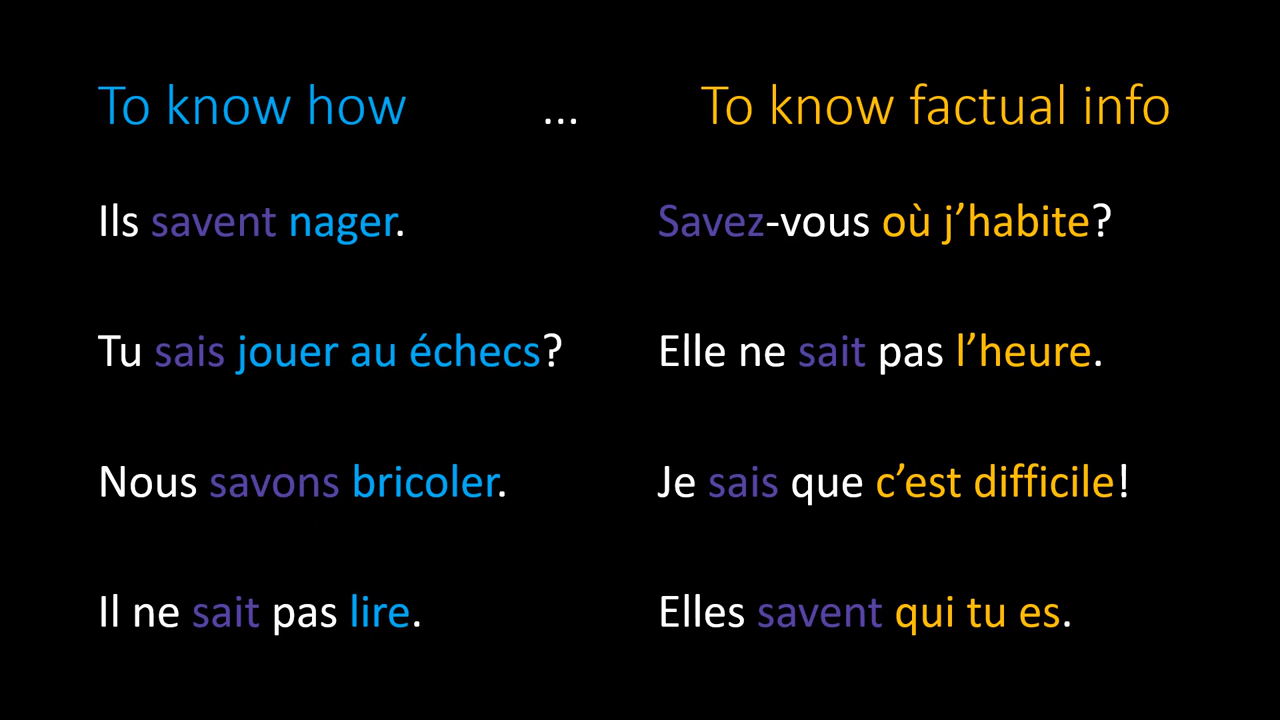 To know how ... To know factual info
Ils savent nager. Savez-vous où j’habite?
Tu sais jouer au échecs? Elle ne sait pas l’heure.
Nous savons bricoler. Je sais que c’est difficile!
Il ne sait pas lire. Elles savent qui tu es.